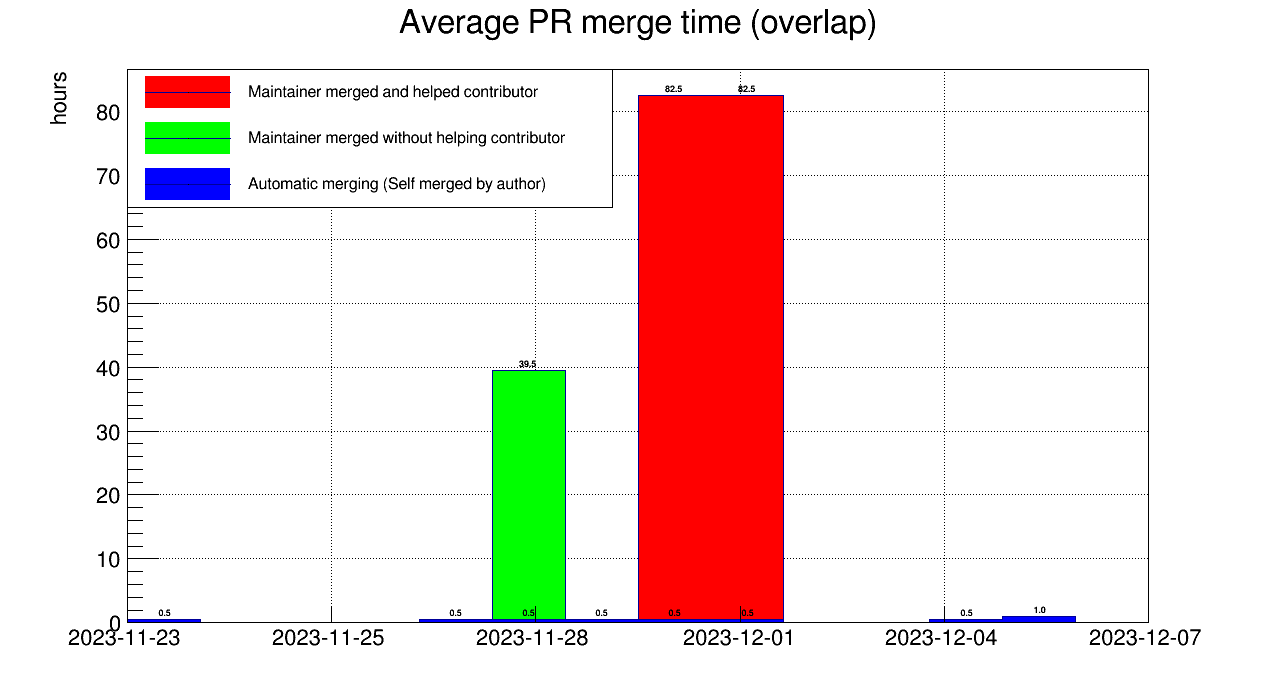 Average PR merge time (overlap)
hours
Maintainer merged and helped contributor
Maintainer merged without helping contributor
Automatic merging (Self merged by author)
82.5 82.5
80
70
60
50
40
39.5
30
20
10
0
0.5 0.5 0.5 0.5 0.5 0.5 0.5 1.0
2023-11-23 2023-11-25 2023-11-28 2023-12-01 2023-12-04 2023-12-07